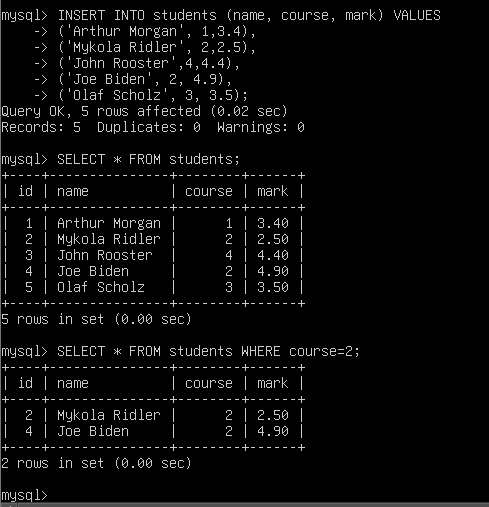 mysql> INSERT INTO students (name, course, mark) VALUES
    -> ('Arthur Morgan', 1,3.4),
    -> ('Mykola Ridler', 2,2.5),
    -> ('John Rooster',4,4.4),
    -> ('Joe Biden', 2, 4.9),
    -> ('Olaf Scholz', 3, 3.5);
Query OK, 5 rows affected (0.02 sec)
Records: 5  Duplicates: 0  Warnings: 0

mysql> SELECT * FROM students;
+----+---------------+--------+------+
| id | name          | course | mark |
+----+---------------+--------+------+
|  1 | Arthur Morgan |      1 | 3.40 |
|  2 | Mykola Ridler |      2 | 2.50 |
|  3 | John Rooster  |      4 | 4.40 |
|  4 | Joe Biden     |      2 | 4.90 |
|  5 | Olaf Scholz   |      3 | 3.50 |
+----+---------------+--------+------+
5 rows in set (0.00 sec)

mysql> SELECT * FROM students WHERE course=2;
+----+---------------+--------+------+
| id | name          | course | mark |
+----+---------------+--------+------+
|  2 | Mykola Ridler |      2 | 2.50 |
|  4 | Joe Biden     |      2 | 4.90 |
+----+---------------+--------+------+
2 rows in set (0.00 sec)

mysql>